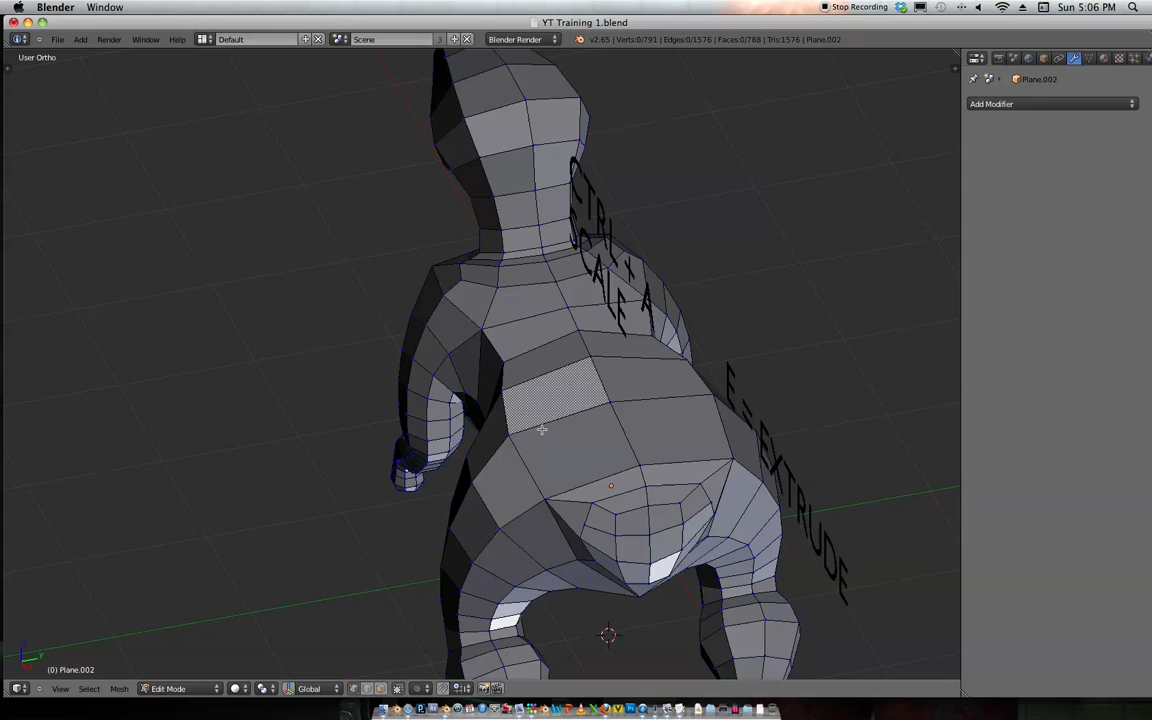 Blender Window
Stop Recording
Sun 5:06 PM
YT Training 1.blend
File Add Render Window Help
Default
Scene
3
Blender Render
v2.65 | Verts:0/791 | Edges:0/1576 | Faces:0/788 | Tris:1576 | Plane.002
User Ortho
Plane.002
Add Modifier
CTRL + A
SCALE
E = EXTRUDE
(0) Plane.002
View Select Mesh
Edit Mode
Global